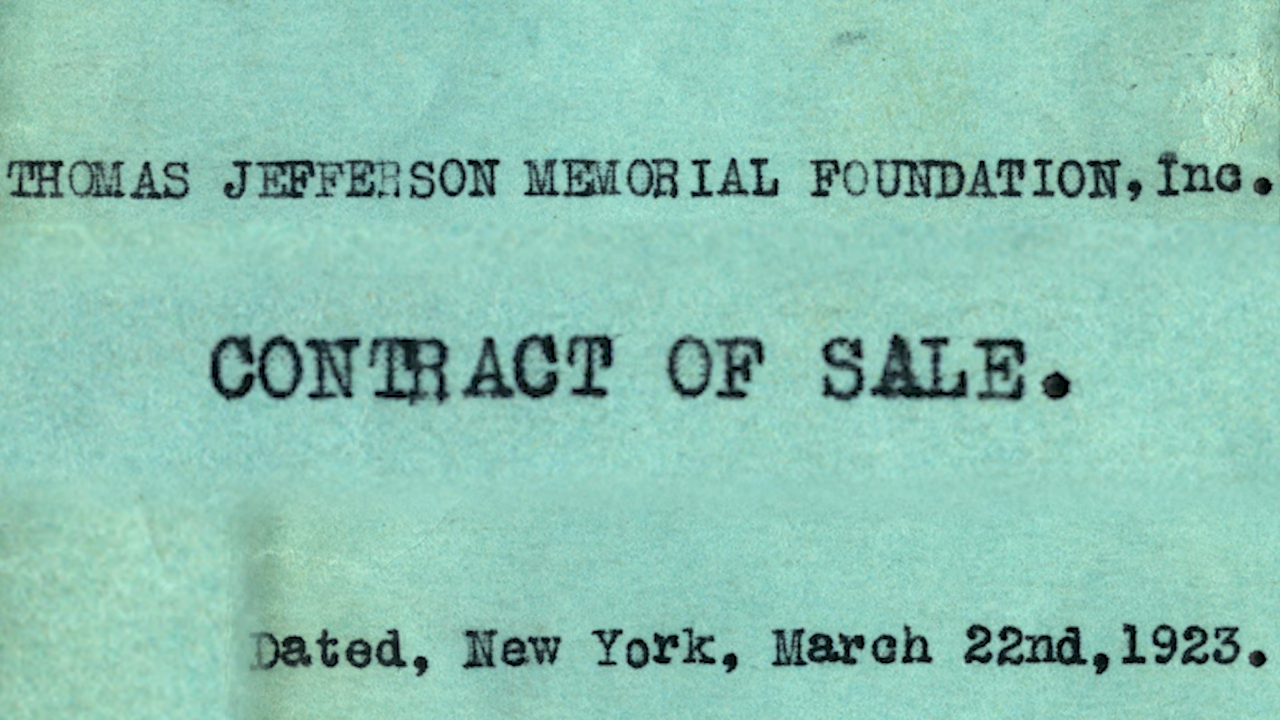 THOMAS JEFFERSON MEMORIAL FOUNDATION,Inc.
CONTRACT OF SALE.
Dated, New York, March 22nd,1923.